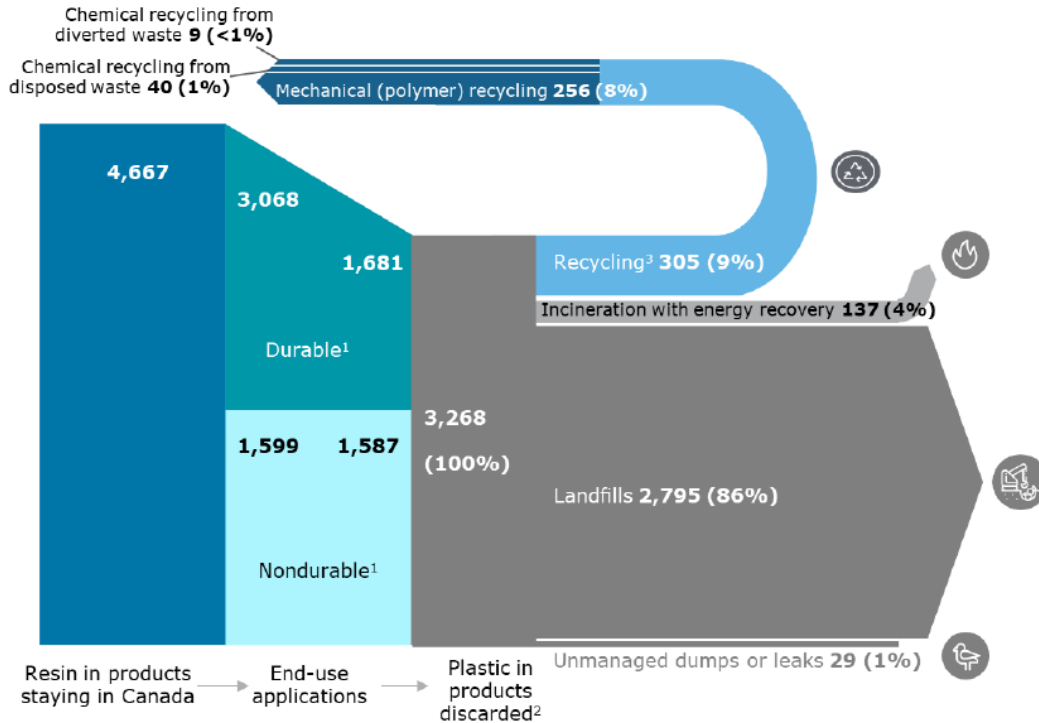 Chemical recycling from
diverted waste 9 (<1%)
Chemical recycling from
disposed waste 40 (1%)
Mechanical (polymer) recycling 256 (8%)
4,667
3,068
1,681
Durable¹
1,599 1,587
Nondurable¹
3,268
(100%)
Recycling³ 305 (9%)
Incineration with energy recovery 137 (4%)
Landfills 2,795 (86%)
Unmanaged dumps or leaks 29 (1%)
Resin in products
staying in Canada
End-use
applications
Plastic in
products
discarded²